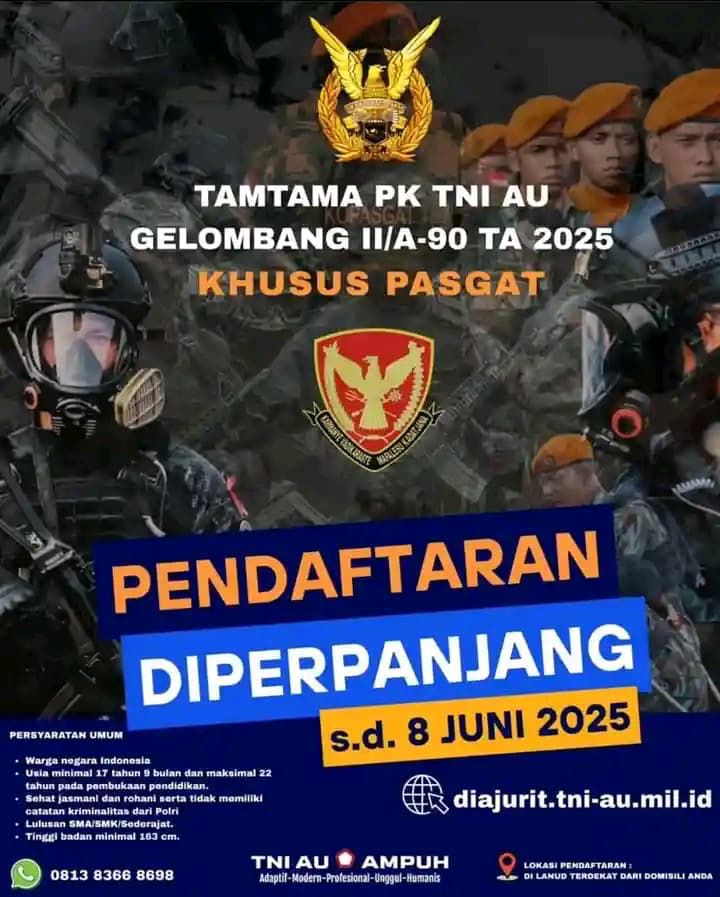 TAMTAMA PK TNI AU
GELOMBANG II/A-90 TA 2025
KHUSUS PASGAT
KARMANYE VADIKARASTE MAFALESU KADATJANA
PENDAFTARAN
DIPERPANJANG
s.d. 8 JUNI 2025
PERSYARATAN UMUM
• Warga negara Indonesia
• Usia minimal 17 tahun 9 bulan dan maksimal 22
tahun pada pembukaan pendidikan.
• Sehat jasmani dan rohani serta tidak memiliki
catatan kriminalitas dari Polri
• Lulusan SMA/SMK/Sederajat.
• Tinggi badan minimal 163 cm.
diajurit.tni-au.mil.id
0813 8366 8698
TNI AU AMPUH
Adaptif-Modern-Profesional-Unggul-Humanis
LOKASI PENDAFTARAN :
DI LANUD TERDEKAT DARI DOMISILI ANDA